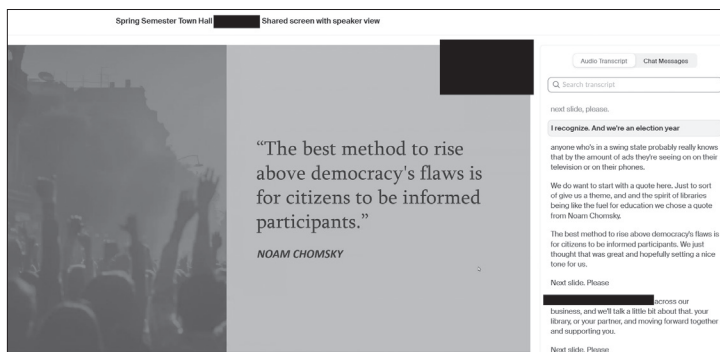 Spring Semester Town Hall Shared screen with speaker view
“The best method to rise
above democracy's flaws is
for citizens to be informed
participants.”
NOAM CHOMSKY
Audio Transcript Chat Messages
Search transcript
next slide, please.
I recognize. And we're an election year
anyone who's in a swing state probably really knows
that by the amount of ads they're seeing on on their
television or on their phones.
We do want to start with a quote here. Just to sort
of give us a theme, and and the spirit of libraries
being like the fuel for education we chose a quote
from Noam Chomsky.
The best method to rise above democracy's flaws is
for citizens to be informed participants. We just
thought that was great and hopefully setting a nice
tone for us.
Next slide. Please
across our
business, and we'll talk a little bit about that. your
library, or your partner, and moving forward together
and supporting you.
Next slide. Please